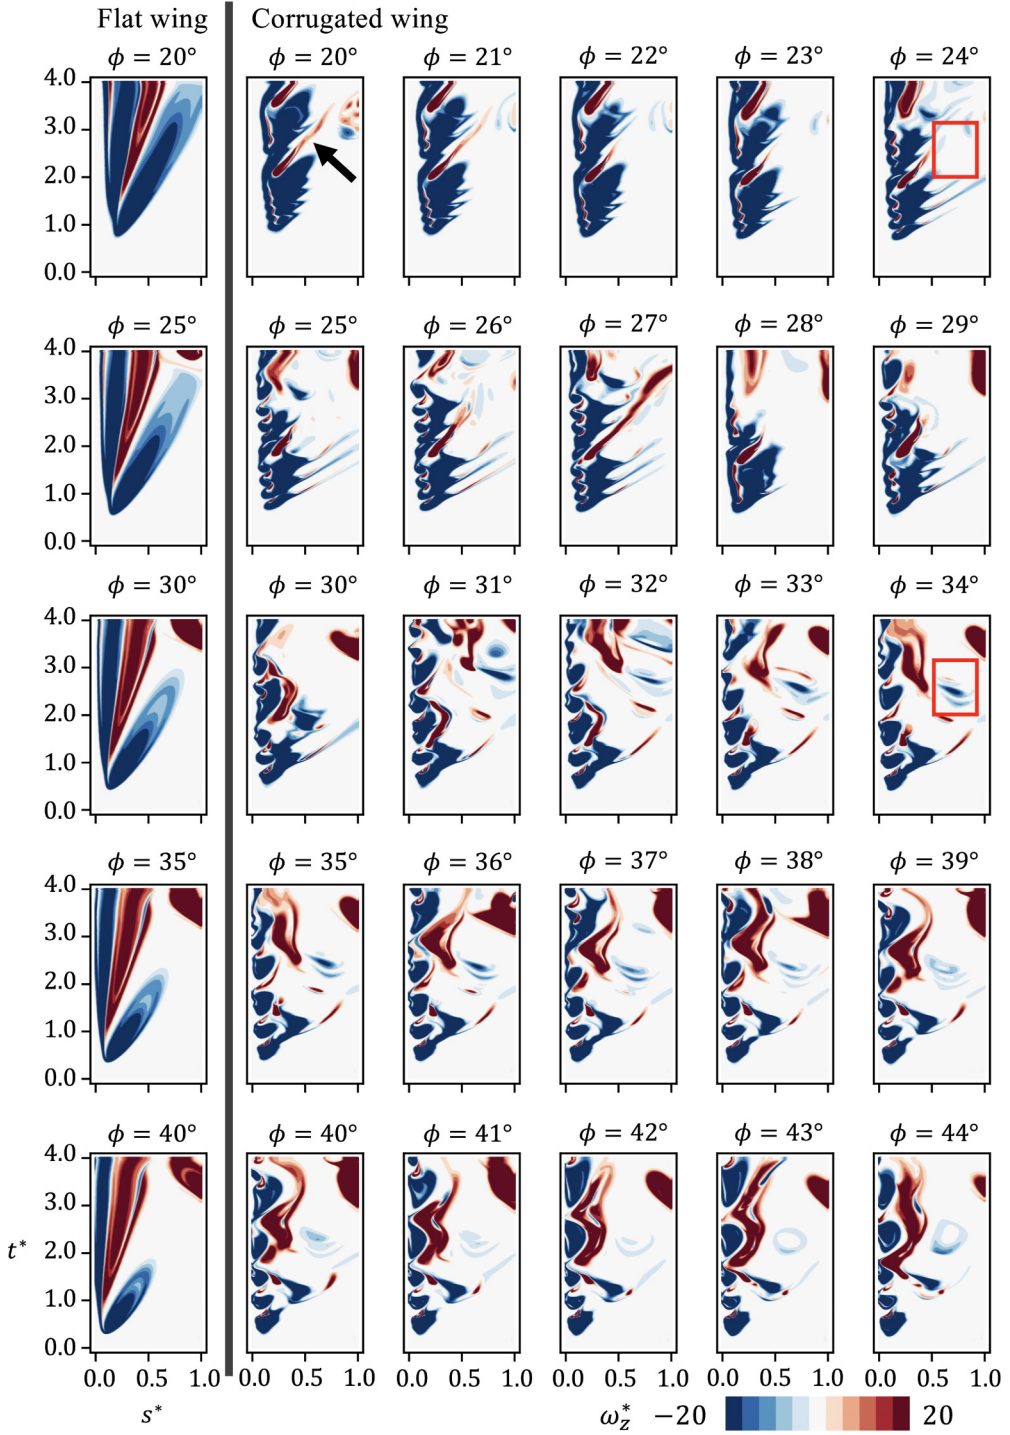 Flat wing Corrugated wing
ϕ = 20° ϕ = 20° ϕ = 21° ϕ = 22° ϕ = 23° ϕ = 24°
4.0
3.0
2.0
1.0
0.0
ϕ = 25° ϕ = 25° ϕ = 26° ϕ = 27° ϕ = 28° ϕ = 29°
4.0
3.0
2.0
1.0
0.0
ϕ = 30° ϕ = 30° ϕ = 31° ϕ = 32° ϕ = 33° ϕ = 34°
4.0
3.0
2.0
1.0
0.0
ϕ = 35° ϕ = 35° ϕ = 36° ϕ = 37° ϕ = 38° ϕ = 39°
4.0
3.0
2.0
1.0
0.0
ϕ = 40° ϕ = 40° ϕ = 41° ϕ = 42° ϕ = 43° ϕ = 44°
4.0
3.0
t* 2.0
1.0
0.0
0.0 0.5 1.0 0.0 0.5 1.0 0.0 0.5 1.0 0.0 0.5 1.0 0.0 0.5 1.0 0.0 0.5 1.0
s* ω_z* −20 20